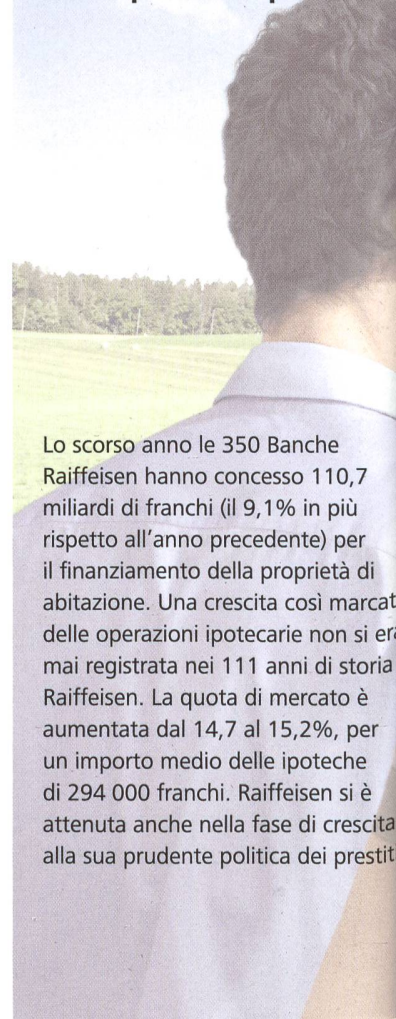 Lo scorso anno le 350 Banche
Raiffeisen hanno concesso 110,7
miliardi di franchi (il 9,1% in più
rispetto all'anno precedente) per
il finanziamento della proprietà di
abitazione. Una crescita così marcat
delle operazioni ipotecarie non si era
mai registrata nei 111 anni di storia
Raiffeisen. La quota di mercato è
aumentata dal 14,7 al 15,2%, per
un importo medio delle ipoteche
di 294 000 franchi. Raiffeisen si è
attenuta anche nella fase di crescita
alla sua prudente politica dei prestit